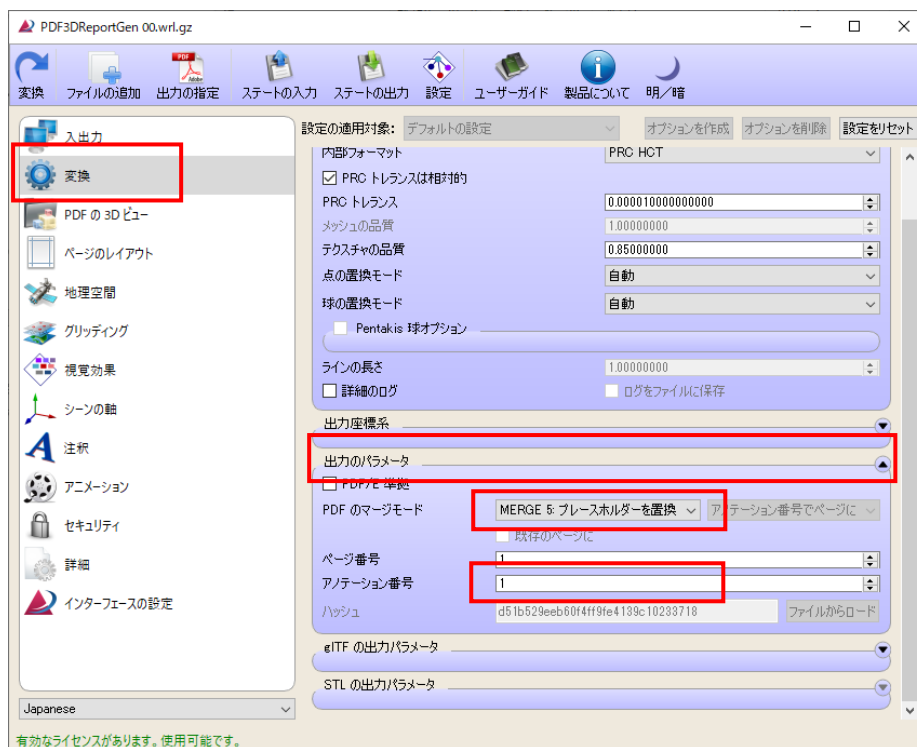 PDF3DReportGen 00.wrl.gz
変換 ファイルの追加 出力の指定 ステートの入力 ステートの出力 設定 ユーザーガイド 製品について 明／暗
設定の適用対象: デフォルトの設定 オプションを作成 オプションを削除 設定をリセット
入出力
変換
PDF の 3D ビュー
ページのレイアウト
地理空間
グリッディング
視覚効果
シーンの軸
注釈
アニメーション
セキュリティ
詳細
インターフェースの設定
Japanese
有効なライセンスがあります。使用可能です。
内部フォーマット PRC HCT
PRC トレランスは相対的
PRC トレランス 0.000010000000000
メッシュの品質 1.00000000
テクスチャの品質 0.85000000
点の置換モード 自動
球の置換モード 自動
Pentakis 球オプション
ラインの長さ 1.00000000
詳細のログ ログをファイルに保存
出力座標系
出力のパラメータ
PDF/E 準拠
PDF のマージモード MERGE 5: プレースホルダーを置換 アノテーション番号でページに
既存のページに
ページ番号 1
アノテーション番号 1
ハッシュ d51b529eeb60f4ff9fe4139c10233718 ファイルからロード
glTF の出力パラメータ
STL の出力パラメータ